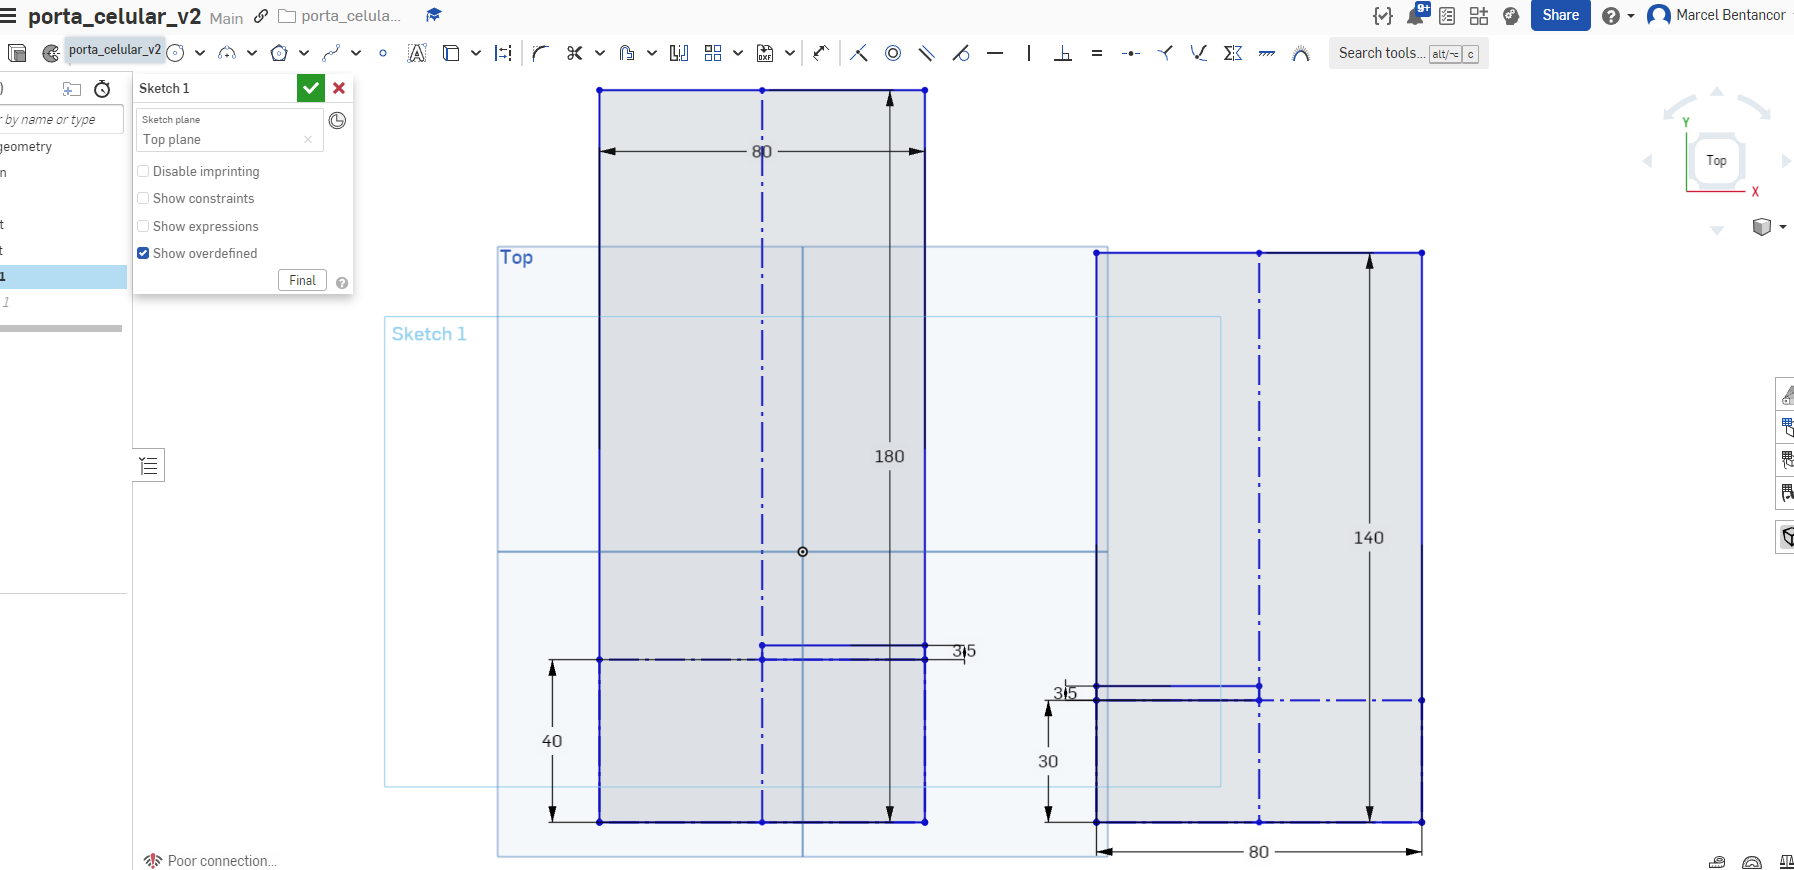 porta_celular_v2 Main porta_celula...
9+
Share
Marcel Bentancor
porta_celular_v2
Search tools... alt/⌥ c
)
Sketch 1
r by name or type
Sketch plane
Top plane
geometry
n
Disable imprinting
Show constraints
t
Show expressions
t
Show overdefined
1
Final
1
80
Top
Sketch 1
180
140
3.5
3.5
40
30
80
Y
Top
X
Poor connection...